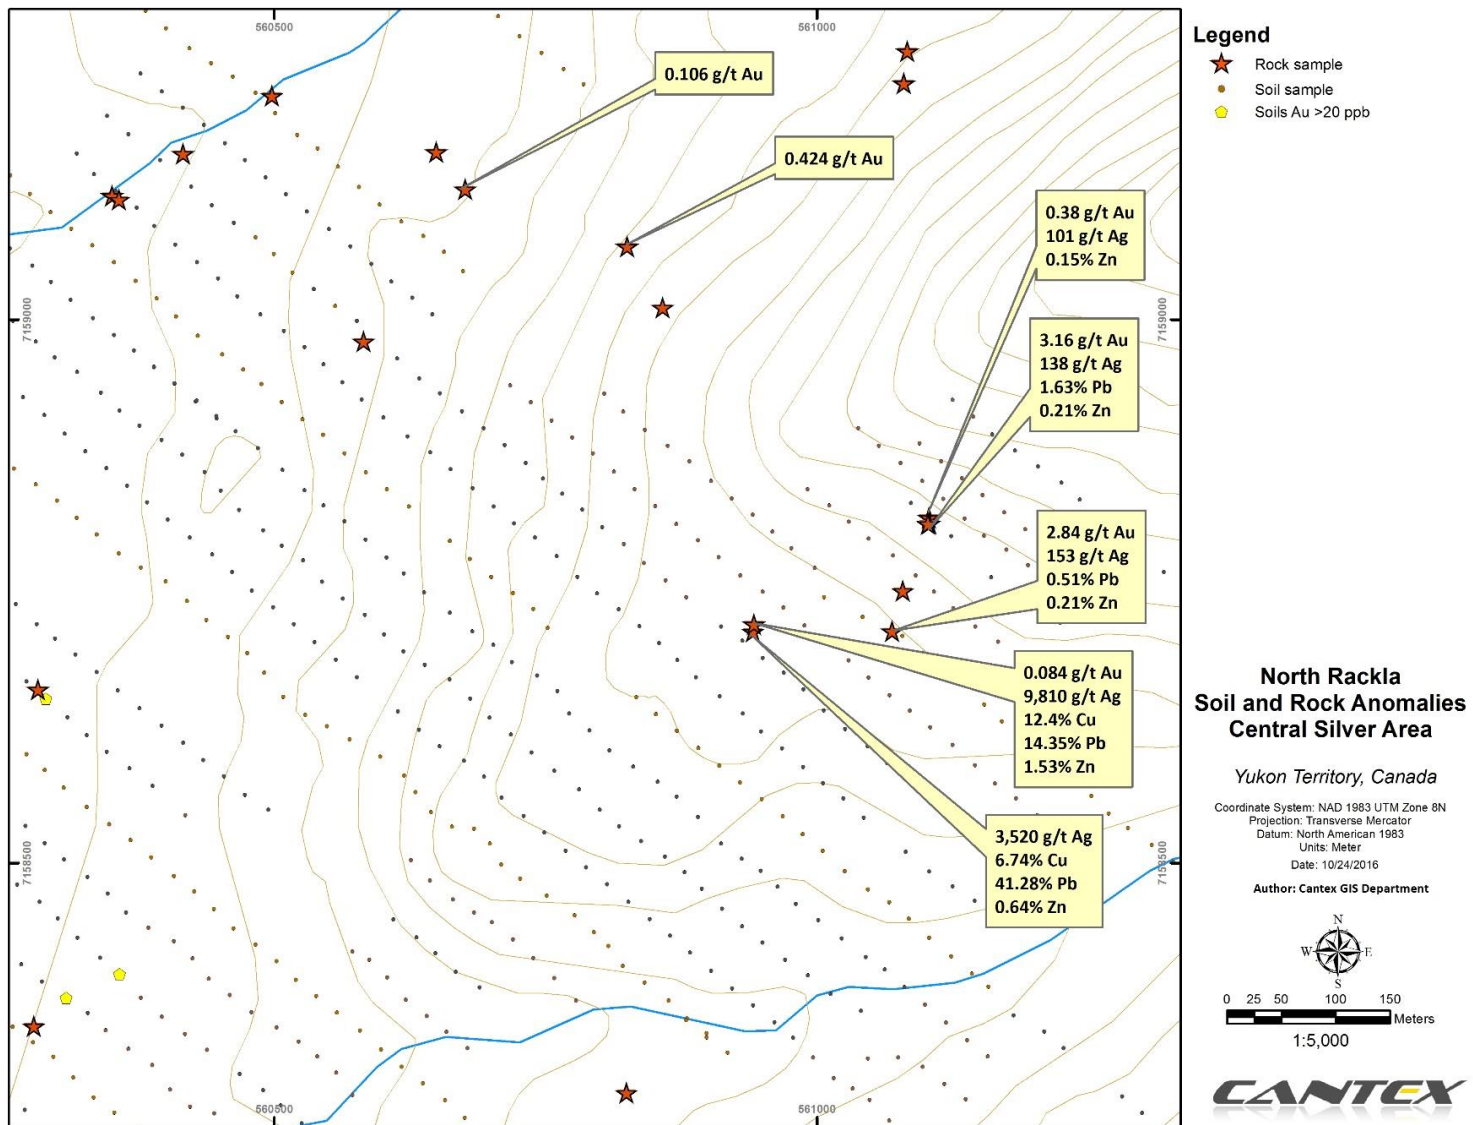 560500
561000
0.106 g/t Au
0.424 g/t Au
0.38 g/t Au
101 g/t Ag
0.15% Zn
7159000
7159000
3.16 g/t Au
138 g/t Ag
1.63% Pb
0.21% Zn
2.84 g/t Au
153 g/t Ag
0.51% Pb
0.21% Zn
0.084 g/t Au
9,810 g/t Ag
12.4% Cu
14.35% Pb
1.53% Zn
3,520 g/t Ag
6.74% Cu
41.28% Pb
0.64% Zn
7158500
7158500
560500
561000
Legend
Rock sample
Soil sample
Soils Au >20 ppb
North Rackla
Soil and Rock Anomalies
Central Silver Area
Yukon Territory, Canada
Coordinate System: NAD 1983 UTM Zone 8N
Projection: Transverse Mercator
Datum: North American 1983
Units: Meter
Date: 10/24/2016
Author: Cantex GIS Department
N
W E
S
0 25 50 100 150
Meters
1:5,000
CANTEX